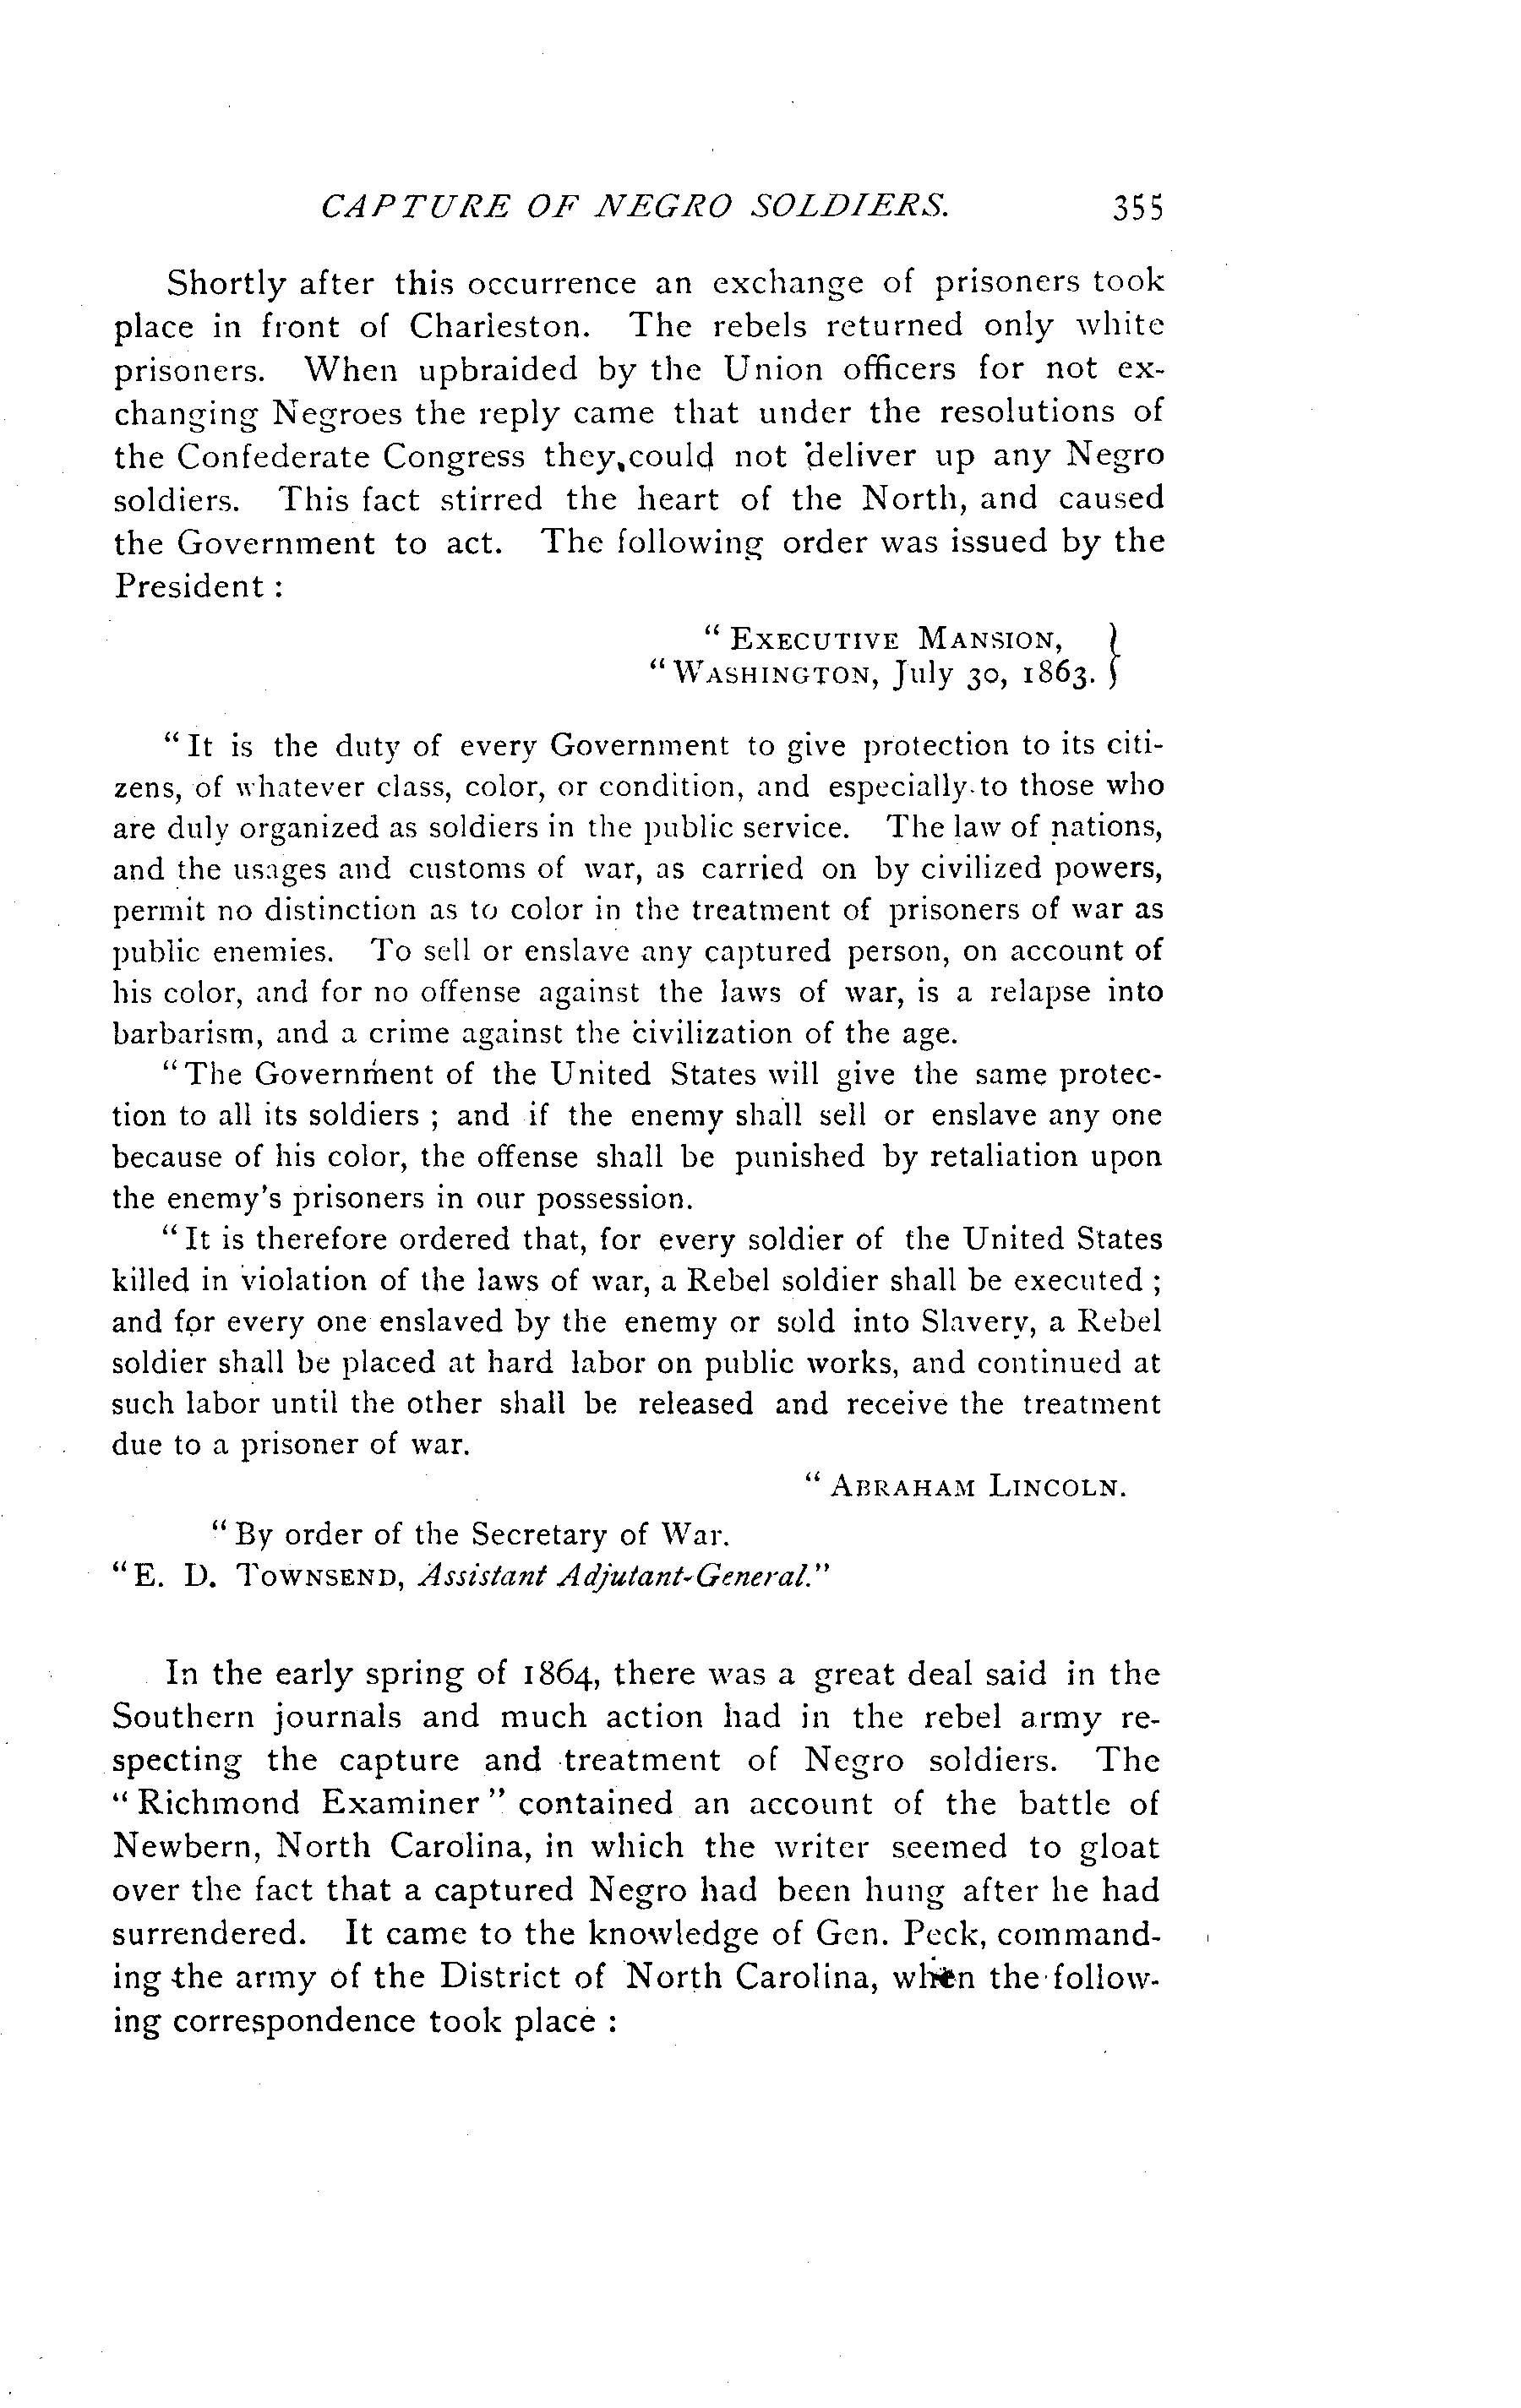 CAPTURE OF NEGRO SOLDIERS. 355
Shortly after this occurrence an exchange of prisoners took
place in front of Charleston. The rebels returned only white
prisoners. When upbraided by the Union officers for not ex-
changing Negroes the reply came that under the resolutions of
the Confederate Congress they could not deliver up any Negro
soldiers. This fact stirred the heart of the North, and caused
the Government to act. The following order was issued by the
President :
" EXECUTIVE MANSION, }
" WASHINGTON, July 30, 1863. }
" It is the duty of every Government to give protection to its citi-
zens, of whatever class, color, or condition, and especially to those who
are duly organized as soldiers in the public service. The law of nations,
and the usages and customs of war, as carried on by civilized powers,
permit no distinction as to color in the treatment of prisoners of war as
public enemies. To sell or enslave any captured person, on account of
his color, and for no offense against the laws of war, is a relapse into
barbarism, and a crime against the civilization of the age.
" The Government of the United States will give the same protec-
tion to all its soldiers ; and if the enemy shall sell or enslave any one
because of his color, the offense shall be punished by retaliation upon
the enemy's prisoners in our possession.
" It is therefore ordered that, for every soldier of the United States
killed in violation of the laws of war, a Rebel soldier shall be executed ;
and for every one enslaved by the enemy or sold into Slavery, a Rebel
soldier shall be placed at hard labor on public works, and continued at
such labor until the other shall be released and receive the treatment
due to a prisoner of war.
" ABRAHAM LINCOLN.
" By order of the Secretary of War.
" E. D. TOWNSEND, Assistant Adjutant-General."
In the early spring of 1864, there was a great deal said in the
Southern journals and much action had in the rebel army re-
specting the capture and treatment of Negro soldiers. The
" Richmond Examiner " contained an account of the battle of
Newbern, North Carolina, in which the writer seemed to gloat
over the fact that a captured Negro had been hung after he had
surrendered. It came to the knowledge of Gen. Peck, command-
ing the army of the District of North Carolina, when the follow-
ing correspondence took place :